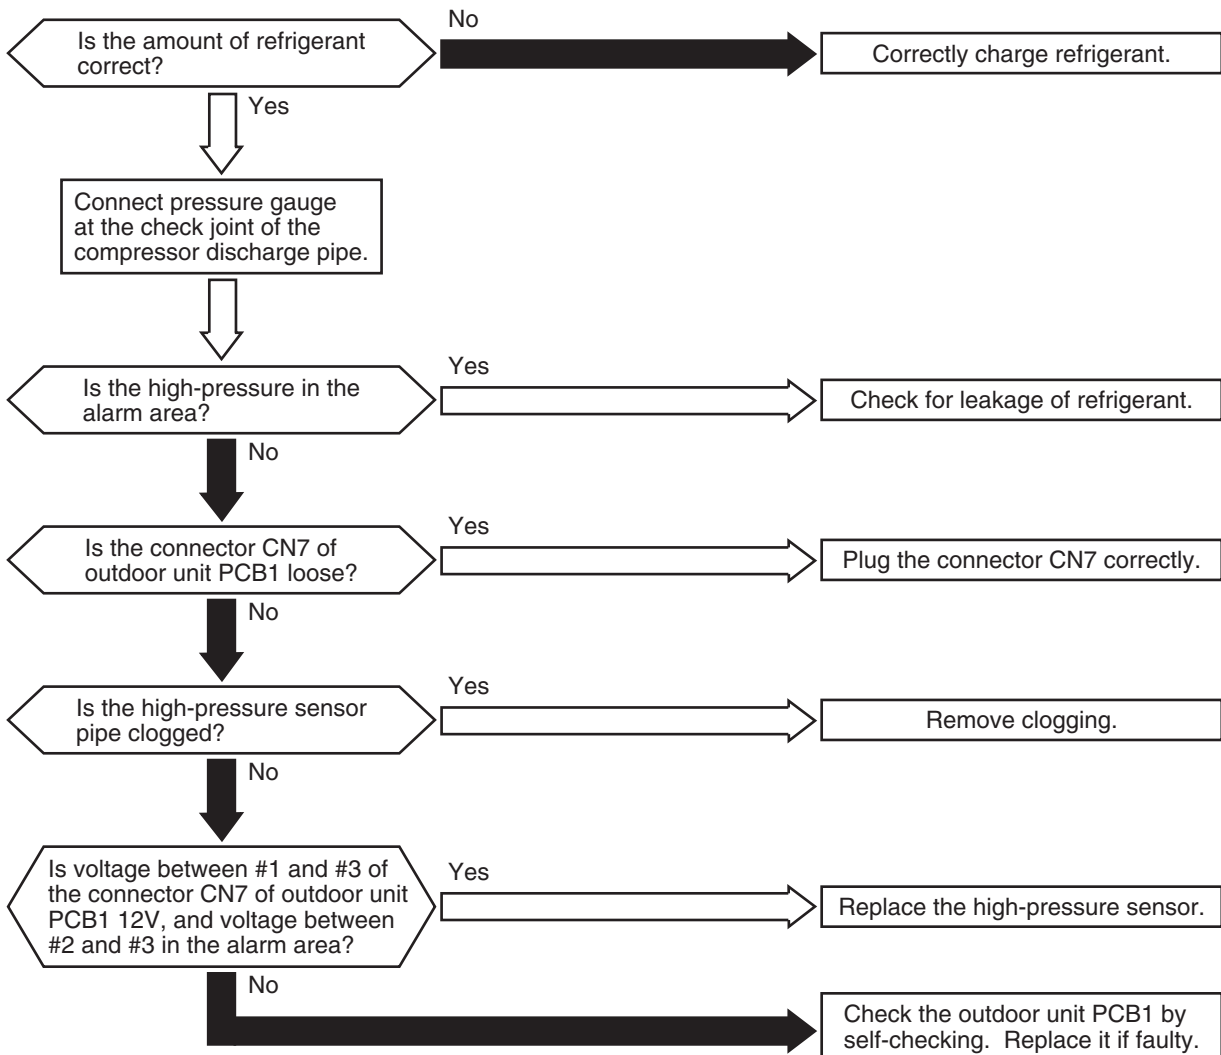 No
Is the amount of refrigerant
correct?
Correctly charge refrigerant.
Yes
Connect pressure gauge
at the check joint of the
compressor discharge pipe.
Yes
Is the high-pressure in the
alarm area?
Check for leakage of refrigerant.
No
Yes
Is the connector CN7 of
outdoor unit PCB1 loose?
Plug the connector CN7 correctly.
No
Yes
Is the high-pressure sensor
pipe clogged?
Remove clogging.
No
Is voltage between #1 and #3 of
the connector CN7 of outdoor unit
PCB1 12V, and voltage between
#2 and #3 in the alarm area?
Yes
Replace the high-pressure sensor.
No
Check the outdoor unit PCB1 by
self-checking.  Replace it if faulty.